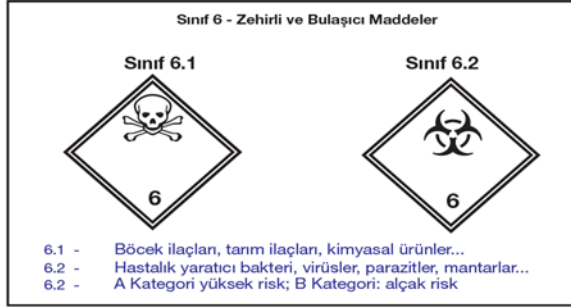 Sınıf 6 - Zehirli ve Bulaşıcı Maddeler
Sınıf 6.1 Sınıf 6.2
6 6
6.1 - Böcek ilaçları, tarım ilaçları, kimyasal ürünler...
6.2 - Hastalık yaratıcı bakteri, virüsler, parazitler, mantarlar...
6.2 - A Kategori yüksek risk; B Kategori: alçak risk